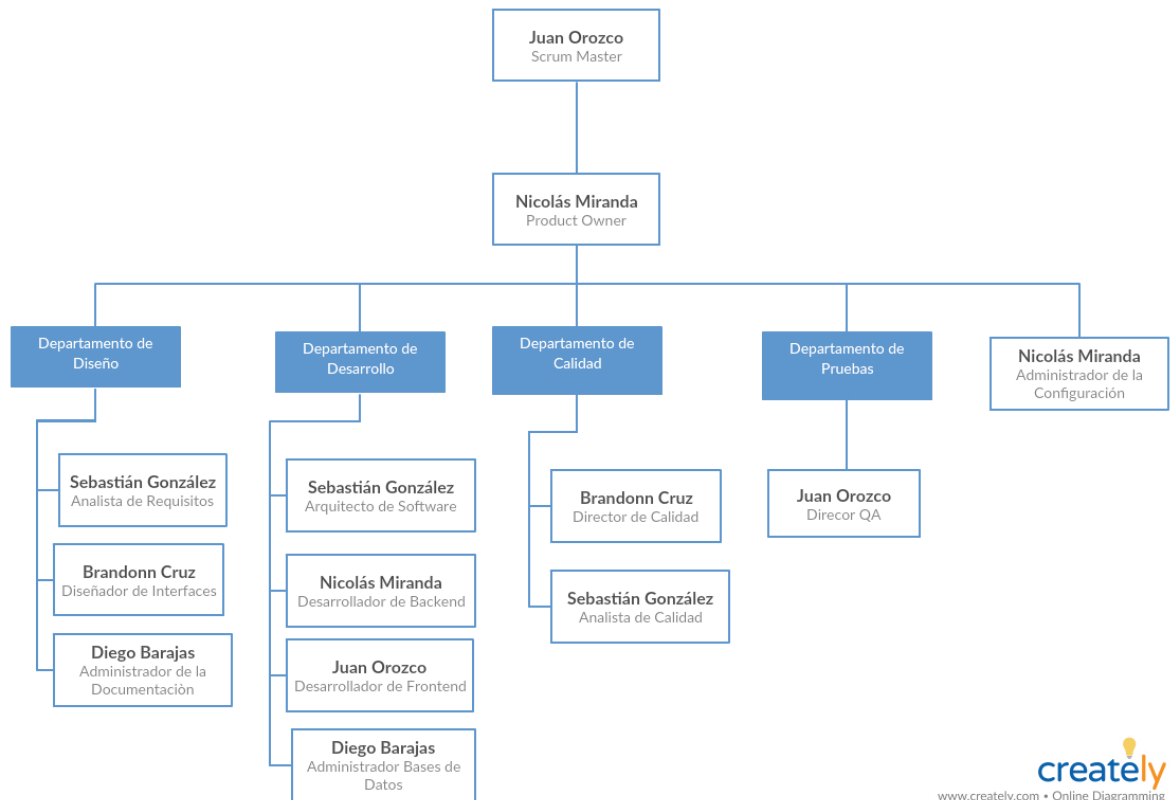 Juan Orozco
Scrum Master
Nicolás Miranda
Product Owner
Departamento de
Diseño
Departamento de
Desarrollo
Departamento de
Calidad
Departamento de
Pruebas
Nicolás Miranda
Administrador de la
Configuración
Sebastián González
Analista de Requisitos
Brandonn Cruz
Diseñador de Interfaces
Diego Barajas
Administrador de la
Documentaciòn
Sebastián González
Arquitecto de Software
Nicolás Miranda
Desarrollador de Backend
Juan Orozco
Desarrollador de Frontend
Diego Barajas
Administrador Bases de
Datos
Brandonn Cruz
Director de Calidad
Sebastián González
Analista de Calidad
Juan Orozco
Direcor QA
creately
www.creately.com • Online Diagramming